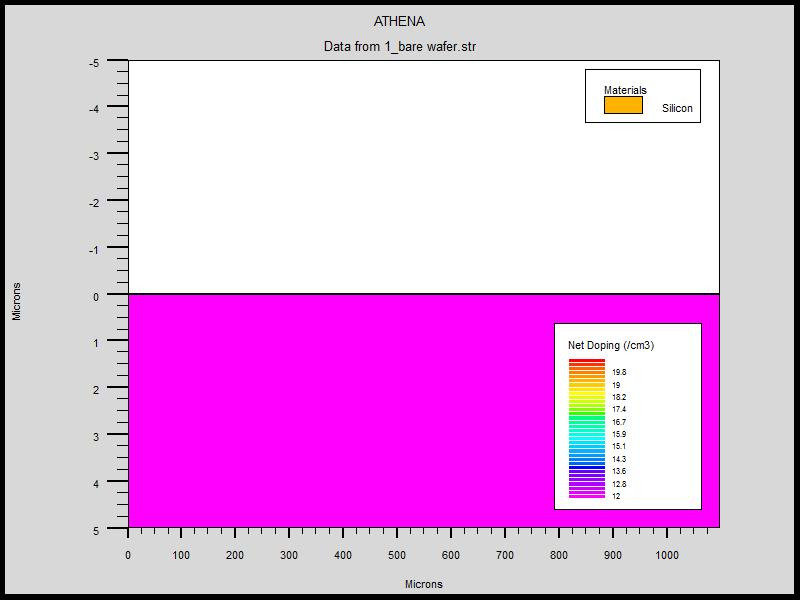 ATHENA
Data from 1_bare wafer.str
Materials
Silicon
-5
-4
-3
-2
-1
0
1
2
3
4
5
Microns
Net Doping (/cm3)
19.8
19
18.2
17.4
16.7
15.9
15.1
14.3
13.6
12.8
12
0 100 200 300 400 500 600 700 800 900 1000
Microns